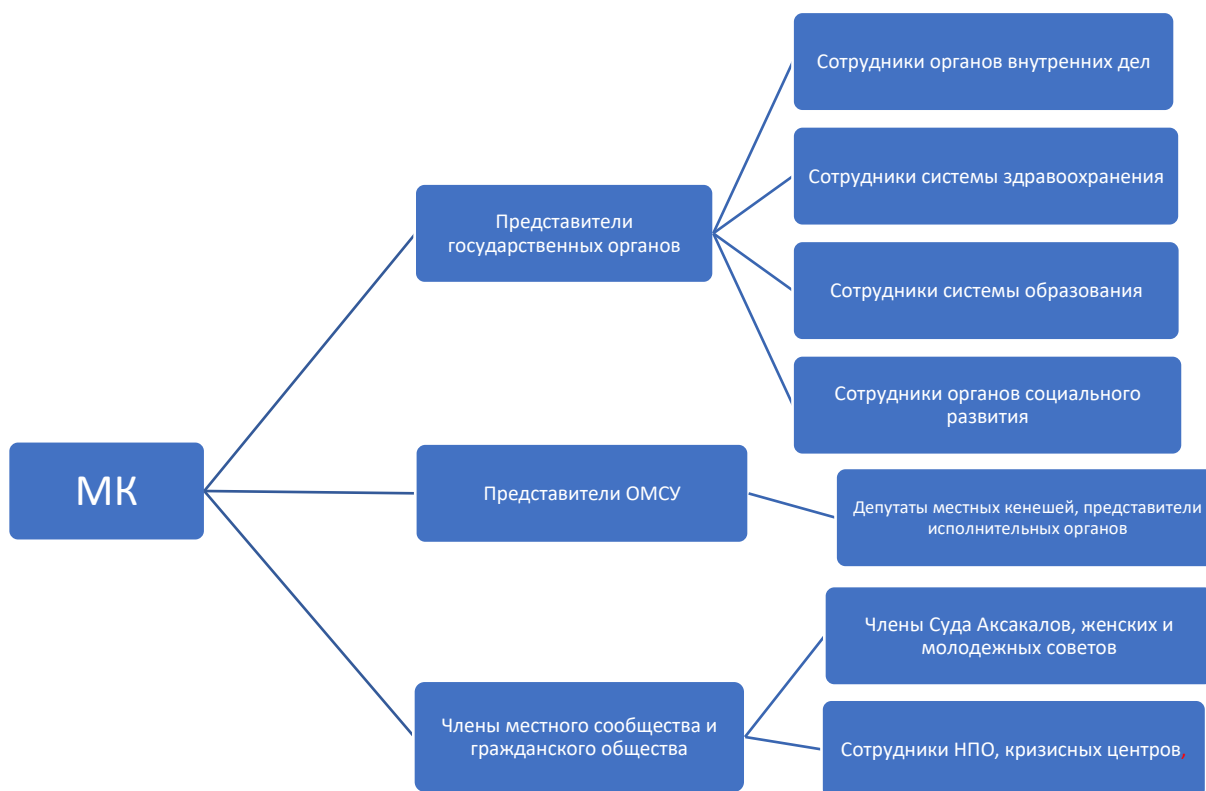 МК
Представители
государственных органов
Сотрудники органов внутренних дел
Сотрудники системы здравоохранения
Сотрудники системы образования
Сотрудники органов социального
развития
Представители ОМСУ
Депутаты местных кенешей, представители
исполнительных органов
Члены местного сообщества и
гражданского общества
Члены Суда Аксакалов, женских и
молодежных советов
Сотрудники НПО, кризисных центров,